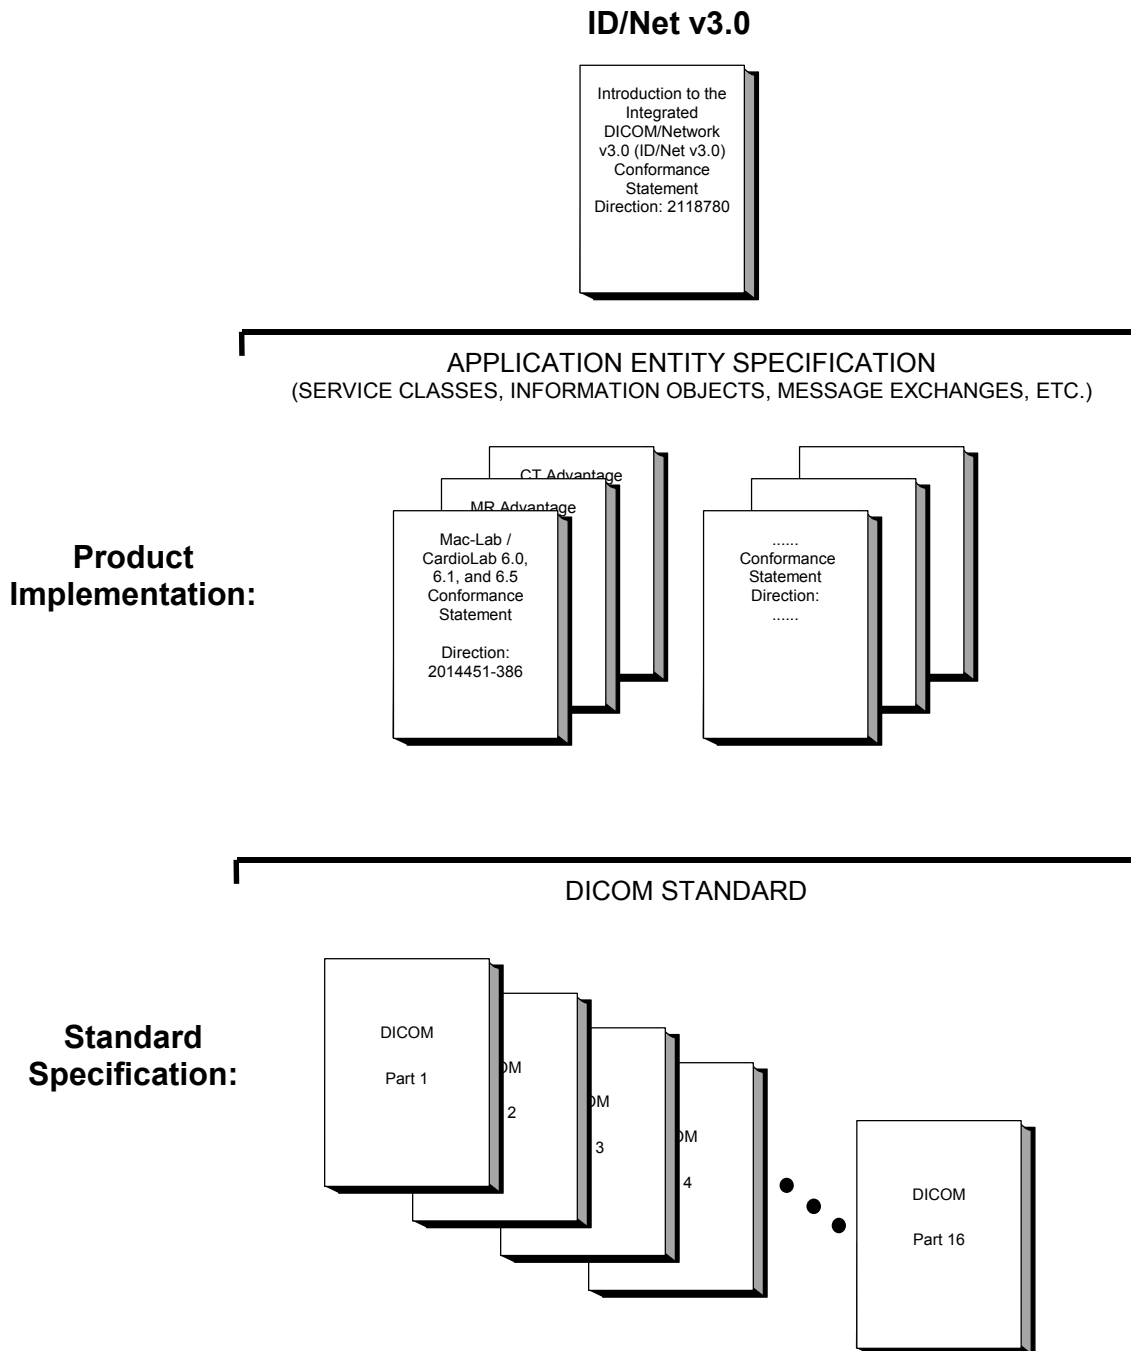 ID/Net v3.0
Introduction to the
Integrated
DICOM/Network
v3.0 (ID/Net v3.0)
Conformance
Statement
Direction: 2118780
APPLICATION ENTITY SPECIFICATION
(SERVICE CLASSES, INFORMATION OBJECTS, MESSAGE EXCHANGES, ETC.)
Product
Implementation:
CT Advantage
MR Advantage
Mac-Lab /
CardioLab 6.0,
6.1, and 6.5
Conformance
Statement
Direction:
2014451-386
......
Conformance
Statement
Direction:
......
DICOM STANDARD
Standard
Specification:
DICOM
Part 1
OM
2
OM
3
OM
4
DICOM
Part 16